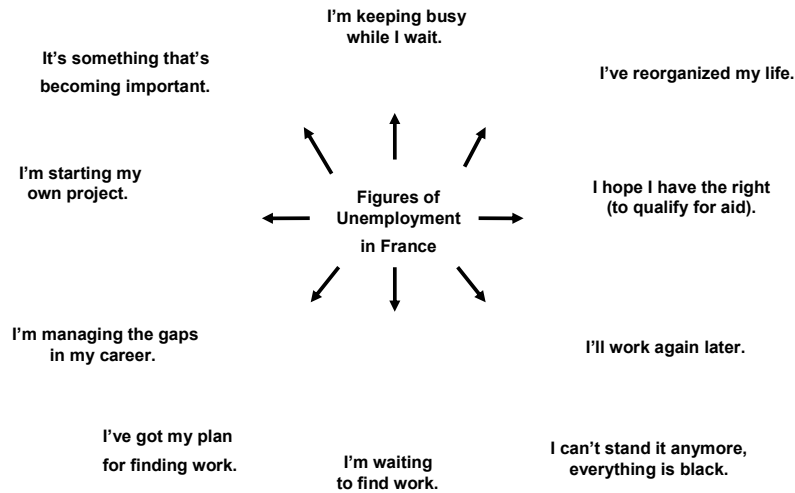 I'm keeping busy
while I wait.
It's something that's
becoming important.
I've reorganized my life.
I'm starting my
own project.
Figures of
Unemployment
in France
I hope I have the right
(to qualify for aid).
I'm managing the gaps
in my career.
I'll work again later.
I've got my plan
for finding work.
I'm waiting
to find work.
I can't stand it anymore,
everything is black.